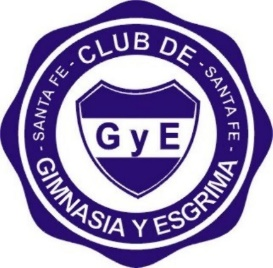 - CLUB DE -
SANTA FE -
SANTA FE -
GyE
GIMNASIA Y ESGRIMA